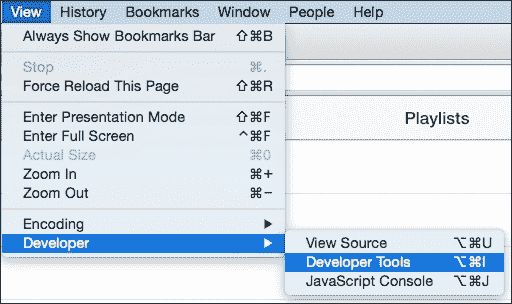 View History Bookmarks Window People Help
Always Show Bookmarks Bar ⇧⌘B
Stop ⌘.
Force Reload This Page ⇧⌘R
Enter Presentation Mode ⇧⌘F
Enter Full Screen ^⌘F
Actual Size ⌘0
Zoom In ⌘+
Zoom Out ⌘−
Encoding ▶
Developer ▶
Playlists
View Source ⌥⌘U
Developer Tools ⌥⌘I
JavaScript Console ⌥⌘J